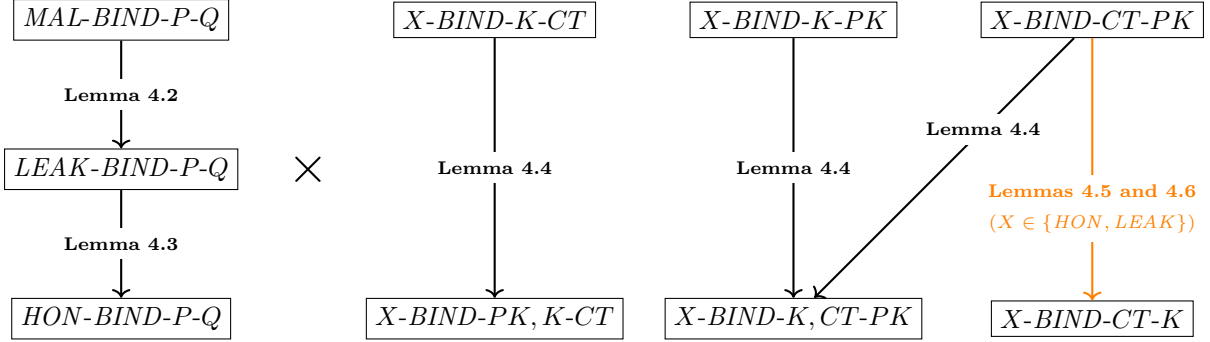 MAL-BIND-P-Q
X-BIND-K-CT
X-BIND-K-PK
X-BIND-CT-PK
Lemma 4.2
Lemma 4.4
LEAK-BIND-P-Q
×
Lemma 4.4
Lemma 4.4
Lemmas 4.5 and 4.6
(X ∈ {HON, LEAK})
Lemma 4.3
HON-BIND-P-Q
X-BIND-PK, K-CT
X-BIND-K, CT-PK
X-BIND-CT-K